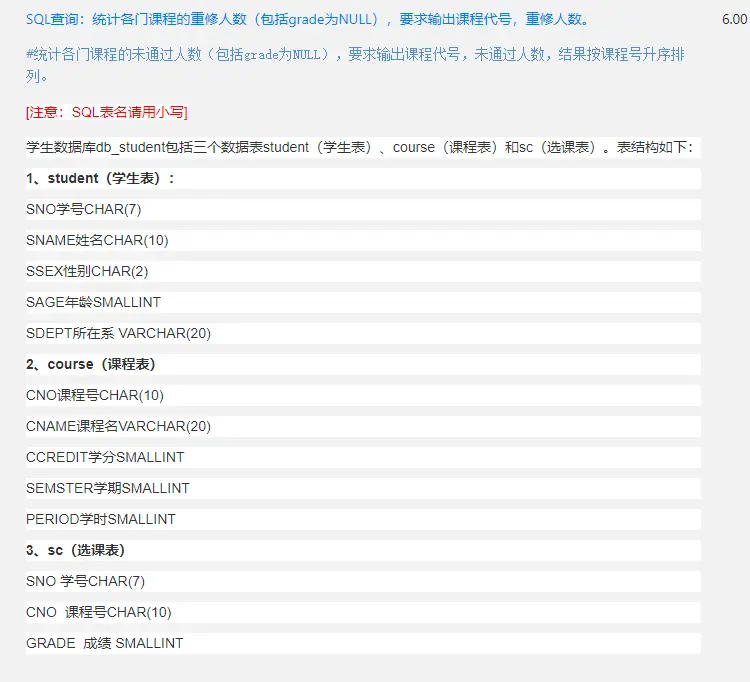 SQL查询：统计各门课程的重修人数（包括grade为NULL），要求输出课程代号，重修人数。
6.00
#统计各门课程的未通过人数（包括grade为NULL），要求输出课程代号，未通过人数，结果按课程号升序排
列。
[注意：SQL表名请用小写]
学生数据库db_student包括三个数据表student（学生表）、course（课程表）和sc（选课表）。表结构如下：
1、student（学生表）：
SNO学号CHAR(7)
SNAME姓名CHAR(10)
SSEX性别CHAR(2)
SAGE年龄SMALLINT
SDEPT所在系 VARCHAR(20)
2、course（课程表）
CNO课程号CHAR(10)
CNAME课程名VARCHAR(20)
CCREDIT学分SMALLINT
SEMSTER学期SMALLINT
PERIOD学时SMALLINT
3、sc（选课表）
SNO 学号CHAR(7)
CNO  课程号CHAR(10)
GRADE  成绩 SMALLINT